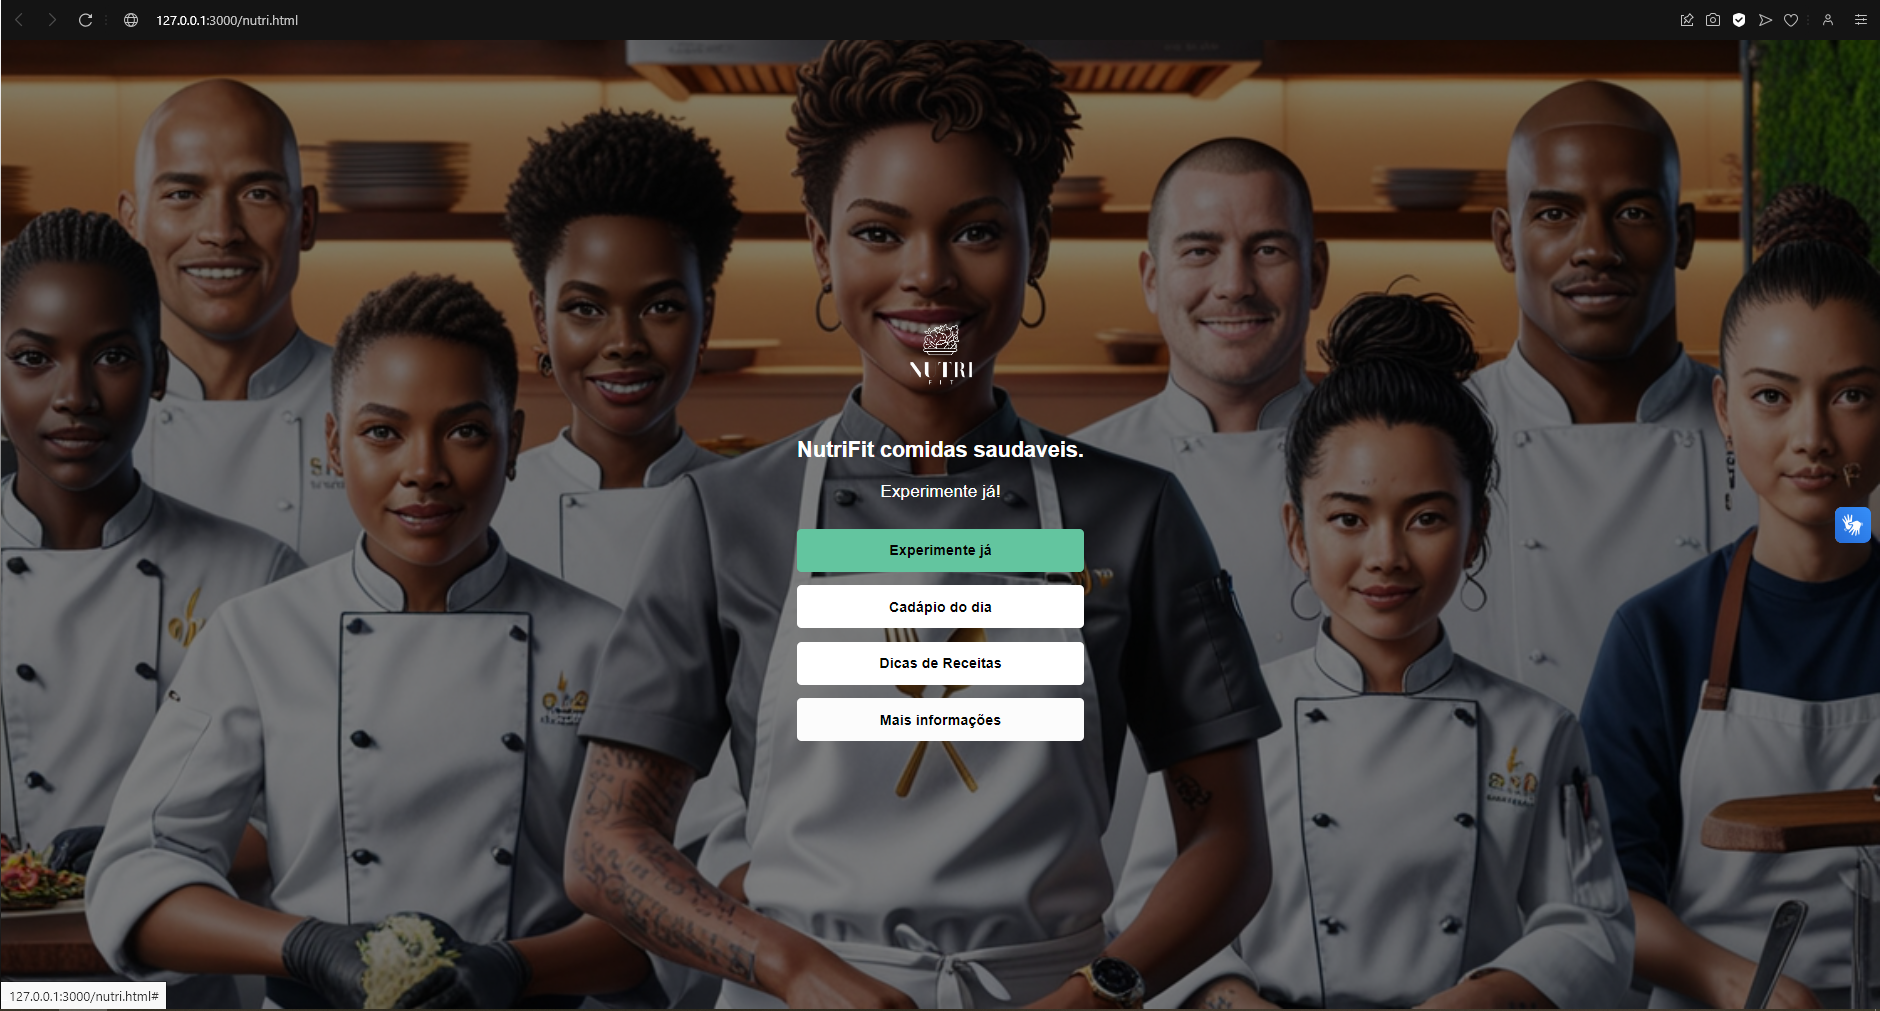 127.0.0.1:3000/nutri.html
NUTRI
FIT
NutriFit comidas saudaveis.
Experimente já!
Experimente já
Cadápio do dia
Dicas de Receitas
Mais informações
127.0.0.1:3000/nutri.html#